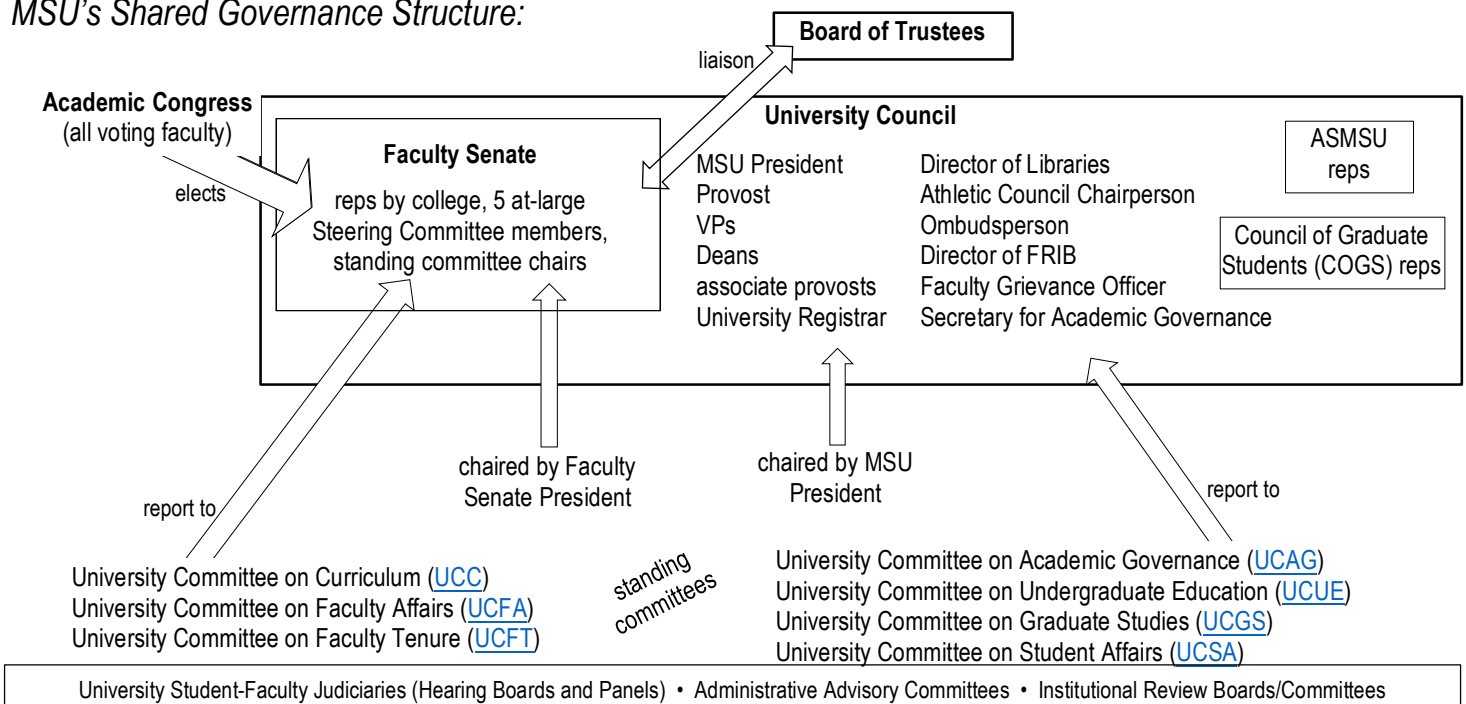 MSU's Shared Governance Structure:
Board of Trustees
liaison
Academic Congress
(all voting faculty)
elects
University Council
Faculty Senate
reps by college, 5 at-large
Steering Committee members,
standing committee chairs
MSU President
Provost
VPs
Deans
associate provosts
University Registrar
Director of Libraries
Athletic Council Chairperson
Ombudsperson
Director of FRIB
Faculty Grievance Officer
Secretary for Academic Governance
ASMSU
reps
Council of Graduate
Students (COGS) reps
chaired by Faculty
Senate President
chaired by MSU
President
report to
report to
University Committee on Curriculum (UCC)
University Committee on Faculty Affairs (UCFA)
University Committee on Faculty Tenure (UCFT)
standing
committees
University Committee on Academic Governance (UCAG)
University Committee on Undergraduate Education (UCUE)
University Committee on Graduate Studies (UCGS)
University Committee on Student Affairs (UCSA)
University Student-Faculty Judiciaries (Hearing Boards and Panels) • Administrative Advisory Committees • Institutional Review Boards/Committees